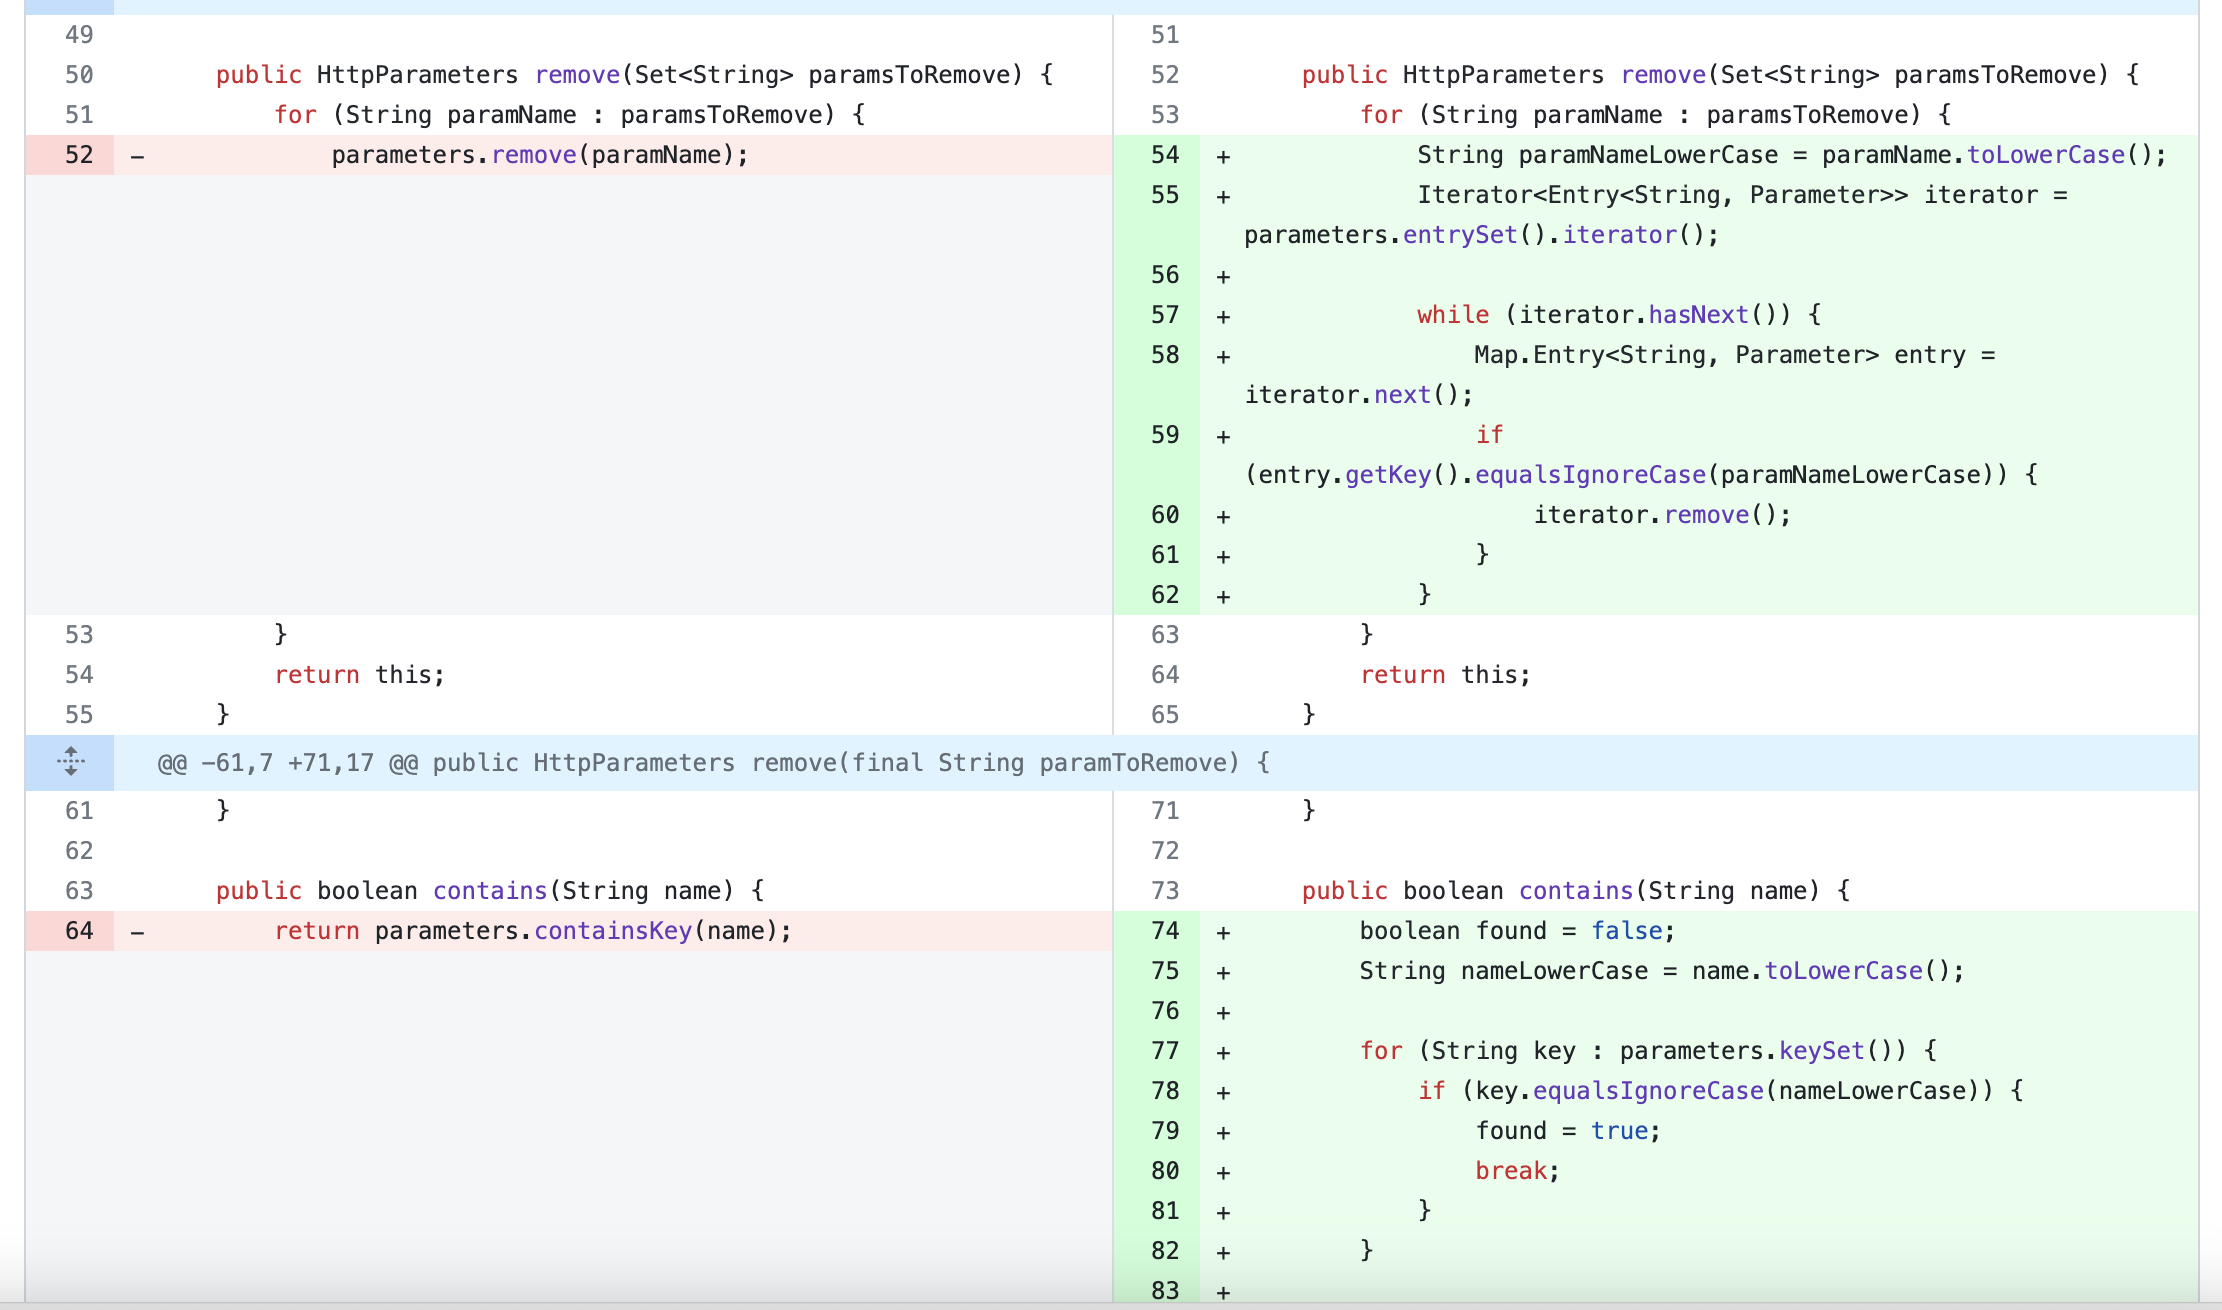 49
50 public HttpParameters remove(Set<String> paramsToRemove) {
51 for (String paramName : paramsToRemove) {
52 - parameters.remove(paramName);
53 }
54 return this;
55 }
51
52 public HttpParameters remove(Set<String> paramsToRemove) {
53 for (String paramName : paramsToRemove) {
54 + String paramNameLowerCase = paramName.toLowerCase();
55 + Iterator<Entry<String, Parameter>> iterator =
parameters.entrySet().iterator();
56 +
57 + while (iterator.hasNext()) {
58 + Map.Entry<String, Parameter> entry =
iterator.next();
59 + if
(entry.getKey().equalsIgnoreCase(paramNameLowerCase)) {
60 + iterator.remove();
61 + }
62 + }
63 }
64 return this;
65 }
@@ -61,7 +71,17 @@ public HttpParameters remove(final String paramToRemove) {
61 }
62
63 public boolean contains(String name) {
64 - return parameters.containsKey(name);
71 }
72
73 public boolean contains(String name) {
74 + boolean found = false;
75 + String nameLowerCase = name.toLowerCase();
76 +
77 + for (String key : parameters.keySet()) {
78 + if (key.equalsIgnoreCase(nameLowerCase)) {
79 + found = true;
80 + break;
81 + }
82 + }
83 +